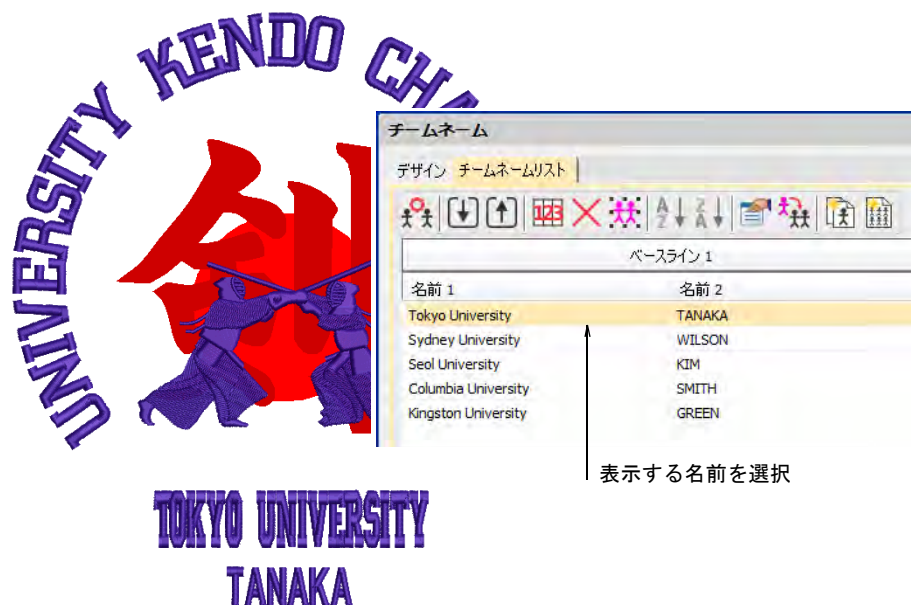 UNIVERSITY KENDO CHA
チームネーム
デザイン チームネームリスト
123
A Z
Z A
ベースライン 1
名前 1 名前 2
Tokyo University TANAKA
Sydney University WILSON
Seol University KIM
Columbia University SMITH
Kingston University GREEN
表示する名前を選択
TOKYO UNIVERSITY
TANAKA